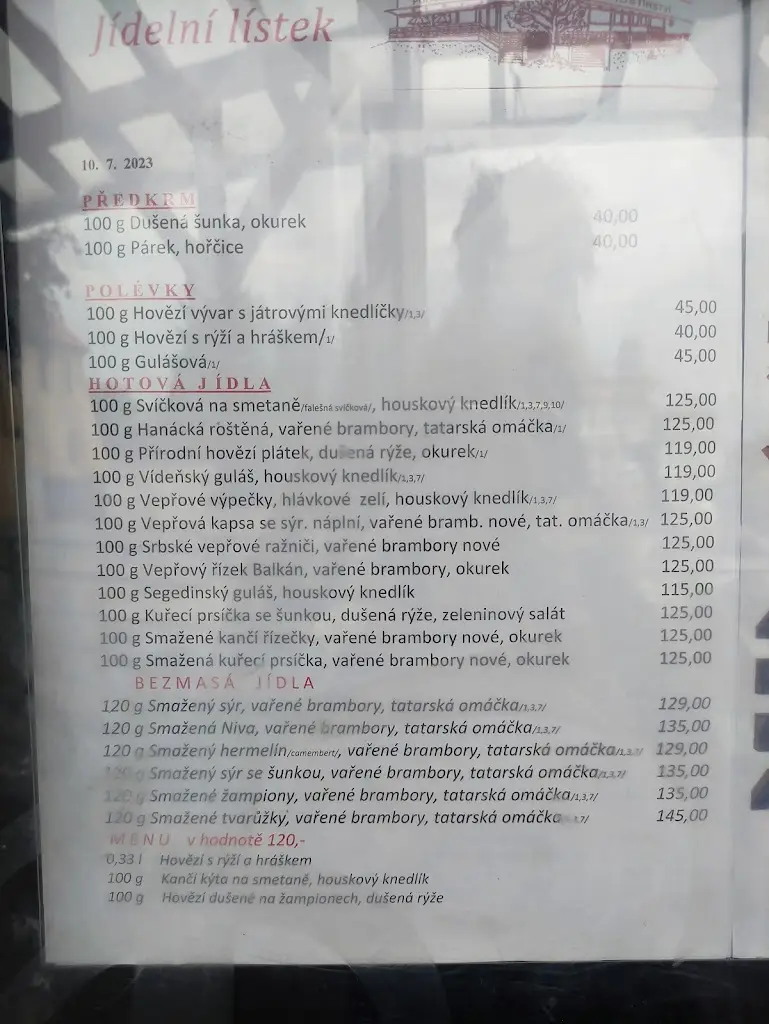 Jídelní lístek
10. 7. 2023
PŘEDKRM
100 g Dušená šunka, okurek 40,00
100 g Párek, hořčice 40,00
POLÉVKY
100 g Hovězí vývar s játrovými knedlíčky/1,3/ 45,00
100 g Hovězí s rýží a hráškem/1/ 40,00
100 g Gulášová/1/ 45,00
HOTOVÁ JÍDLA
100 g Svíčková na smetaně/falešná svíčková/, houskový knedlík/1,3,7,9,10/ 125,00
100 g Hanácká roštěná, vařené brambory, tatarská omáčka/1/ 125,00
100 g Přírodní hovězí plátek, dušená rýže, okurek/1/ 119,00
100 g Vídeňský guláš, houskový knedlík/1,3,7/ 119,00
100 g Vepřové výpečky, hlávkové zelí, houskový knedlík/1,3,7/ 119,00
100 g Vepřová kapsa se sýr. náplní, vařené bramb. nové, tat. omáčka/1,3/ 125,00
100 g Srbské vepřové ražniči, vařené brambory nové 125,00
100 g Vepřový řízek Balkán, vařené brambory, okurek 125,00
100 g Segedinský guláš, houskový knedlík 115,00
100 g Kuřecí prsíčka se šunkou, dušená rýže, zeleninový salát 125,00
100 g Smažené kančí řízečky, vařené brambory nové, okurek 125,00
100 g Smažená kuřecí prsíčka, vařené brambory nové, okurek 125,00
BEZMASÁ JÍDLA
120 g Smažený sýr, vařené brambory, tatarská omáčka/1,3,7/ 129,00
120 g Smažená Niva, vařené brambory, tatarská omáčka/1,3,7/ 135,00
120 g Smažený hermelín/camembert/, vařené brambory, tatarská omáčka/1,3,7/ 129,00
120 g Smažený sýr se šunkou, vařené brambory, tatarská omáčka/1,3,7/ 135,00
120 g Smažené žampiony, vařené brambory, tatarská omáčka/1,3,7/ 135,00
120 g Smažené tvarůžky, vařené brambory, tatarská omáčka 145,00
MENU v hodnotě 120,-
0,33 l Hovězí s rýží a hráškem
100 g Kančí kýta na smetaně, houskový knedlík
100 g Hovězí dušené na žampionech, dušená rýže